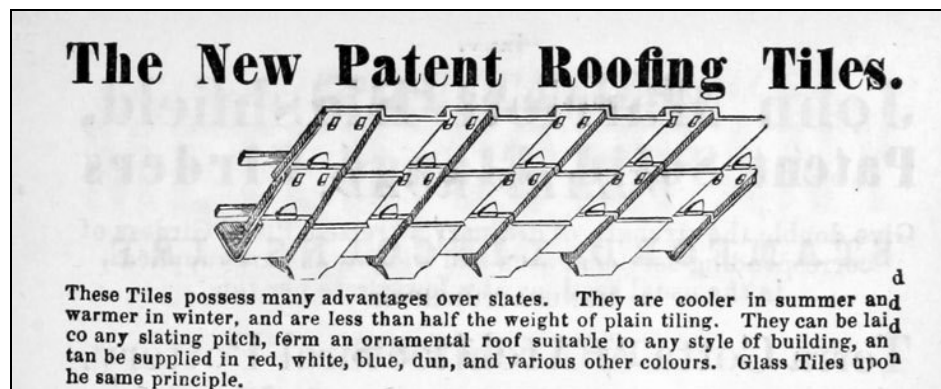 The New Patent Roofing Tiles.
d
These Tiles possess many advantages over slates. They are cooler in summer and
warmer in winter, and are less than half the weight of plain tiling. They can be laid
co any slating pitch, form an ornamental roof suitable to any style of building, an
tan be supplied in red, white, blue, dun, and various other colours. Glass Tiles upon
he same principle.